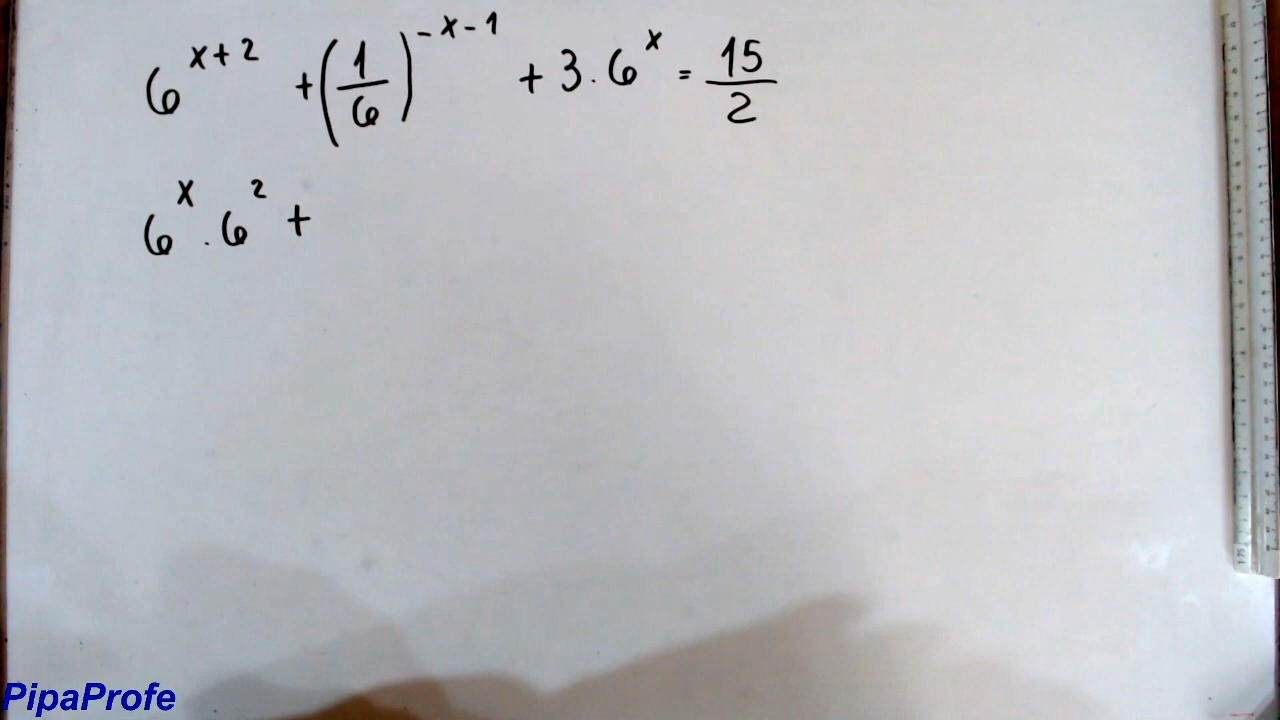 6^{x+2} + (1/6)^{-x-1} + 3 . 6^x = 15/2
6^x . 6^2 +
PipaProfe